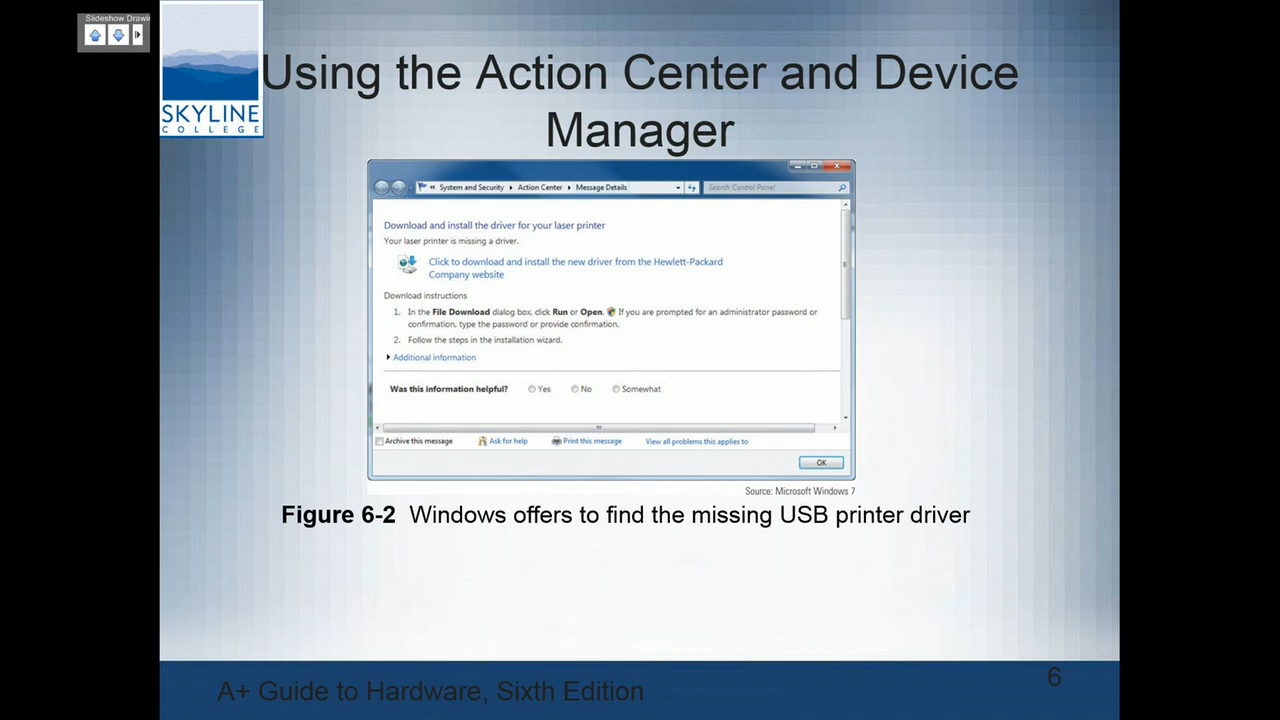 Slideshow Drawi
SKYLINE
COLLEGE
Using the Action Center and Device
Manager
System and Security
Action Center
Message Details
Search Control Panel
Download and install the driver for your laser printer
Your laser printer is missing a driver.
Click to download and install the new driver from the Hewlett-Packard
Company website
Download instructions
1. In the File Download dialog box, click Run or Open. If you are prompted for an administrator password or
confirmation, type the password or provide confirmation.
2. Follow the steps in the installation wizard.
Additional information
Was this information helpful? Yes No Somewhat
Archive this message Ask for help Print this message View all problems this applies to
OK
Source: Microsoft Windows 7
Figure 6-2 Windows offers to find the missing USB printer driver
A+ Guide to Hardware, Sixth Edition
6